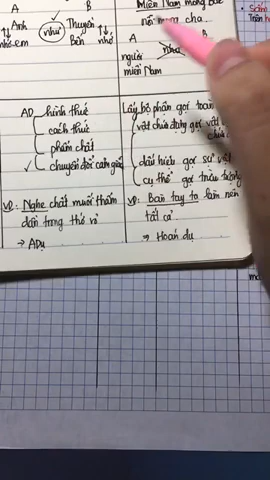 A B
Anh như Thuyền
nhớ em Bến nhớ
AD hình thức
cách thức
phẩm chất
✓ chuyển đổi cảm giác
VD: Nghe chất muối thấm
dần trong thớ vỏ
→ ADụ
Miền Nam mong Bác
nỗi mong cha
A B
người như
miền Nam
Lấy bộ phận gọi toàn
vật chứa đựng gọi vật
dấu hiệu gọi sự vật
cụ thể gọi trừu tượng
VD: Bàn tay ta làm nên
tất cả
⇒ Hoán dụ